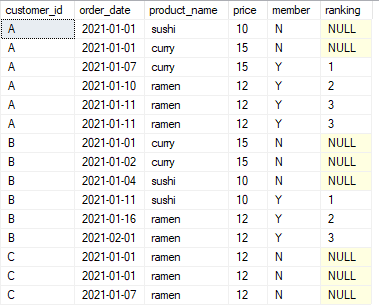 customer_id order_date product_name price member ranking
A 2021-01-01 sushi 10 N NULL
A 2021-01-01 curry 15 N NULL
A 2021-01-07 curry 15 Y 1
A 2021-01-10 ramen 12 Y 2
A 2021-01-11 ramen 12 Y 3
A 2021-01-11 ramen 12 Y 3
B 2021-01-01 curry 15 N NULL
B 2021-01-02 curry 15 N NULL
B 2021-01-04 sushi 10 N NULL
B 2021-01-11 sushi 10 Y 1
B 2021-01-16 ramen 12 Y 2
B 2021-02-01 ramen 12 Y 3
C 2021-01-01 ramen 12 N NULL
C 2021-01-01 ramen 12 N NULL
C 2021-01-07 ramen 12 N NULL